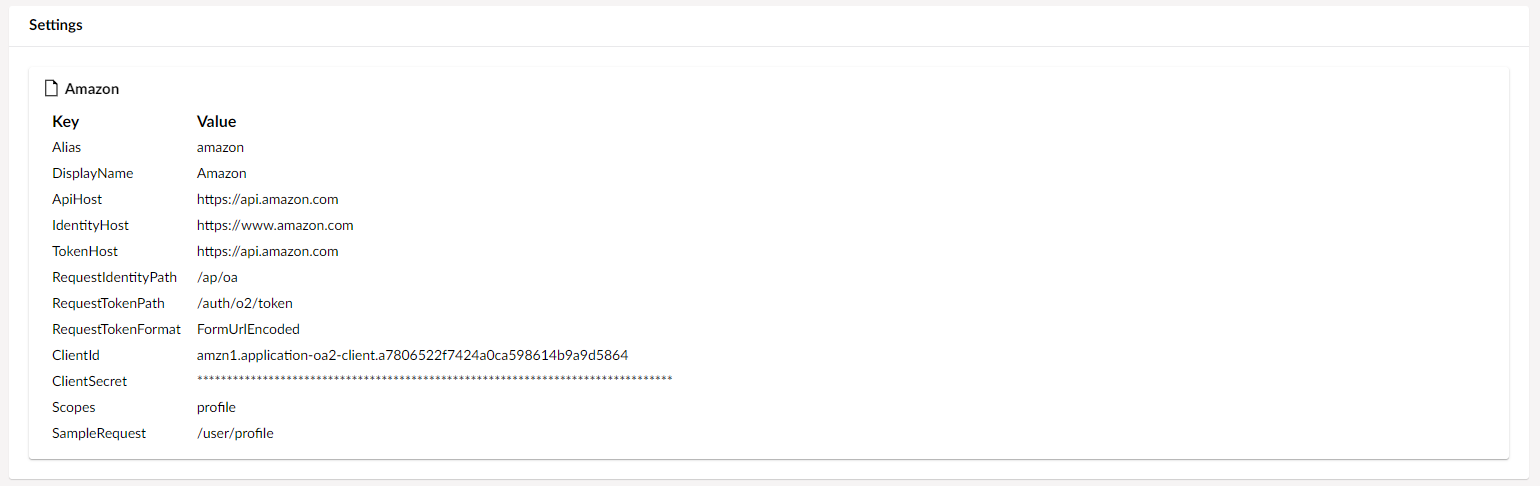 Settings
Amazon
Key Value
Alias amazon
DisplayName Amazon
ApiHost https://api.amazon.com
IdentityHost https://www.amazon.com
TokenHost https://api.amazon.com
RequestIdentityPath /ap/oa
RequestTokenPath /auth/o2/token
RequestTokenFormat FormUrlEncoded
ClientId amzn1.application-oa2-client.a7806522f7424a0ca598614b9a9d5864
ClientSecret ********************************************************************************
Scopes profile
SampleRequest /user/profile